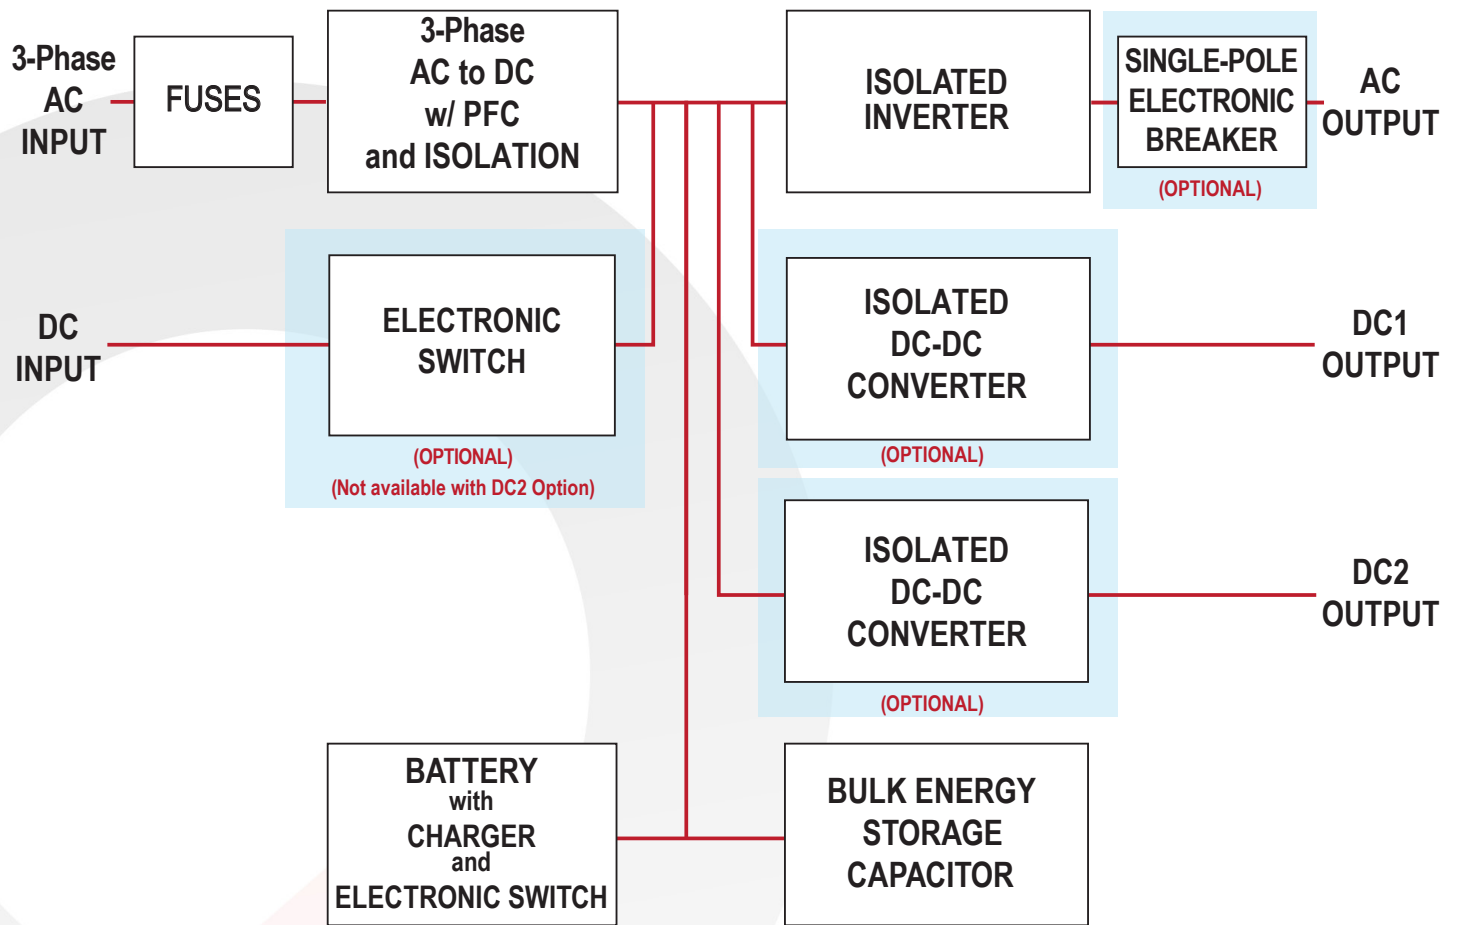 3-Phase
AC
INPUT
FUSES
3-Phase
AC to DC
w/ PFC
and ISOLATION
ISOLATED
INVERTER
SINGLE-POLE
ELECTRONIC
BREAKER
(OPTIONAL)
AC
OUTPUT
DC
INPUT
ELECTRONIC
SWITCH
(OPTIONAL)
(Not available with DC2 Option)
ISOLATED
DC-DC
CONVERTER
(OPTIONAL)
DC1
OUTPUT
ISOLATED
DC-DC
CONVERTER
(OPTIONAL)
DC2
OUTPUT
BATTERY
with
CHARGER
and
ELECTRONIC SWITCH
BULK ENERGY
STORAGE
CAPACITOR